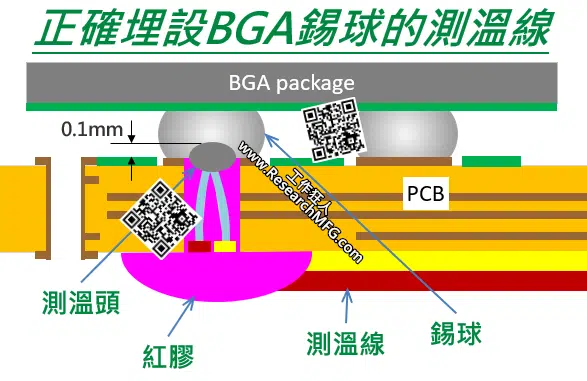 正確埋設BGA錫球的測溫線
BGA package
0.1mm
工作狂人
www.ResearchMFG.com
PCB
測溫頭
紅膠
測溫線
錫球